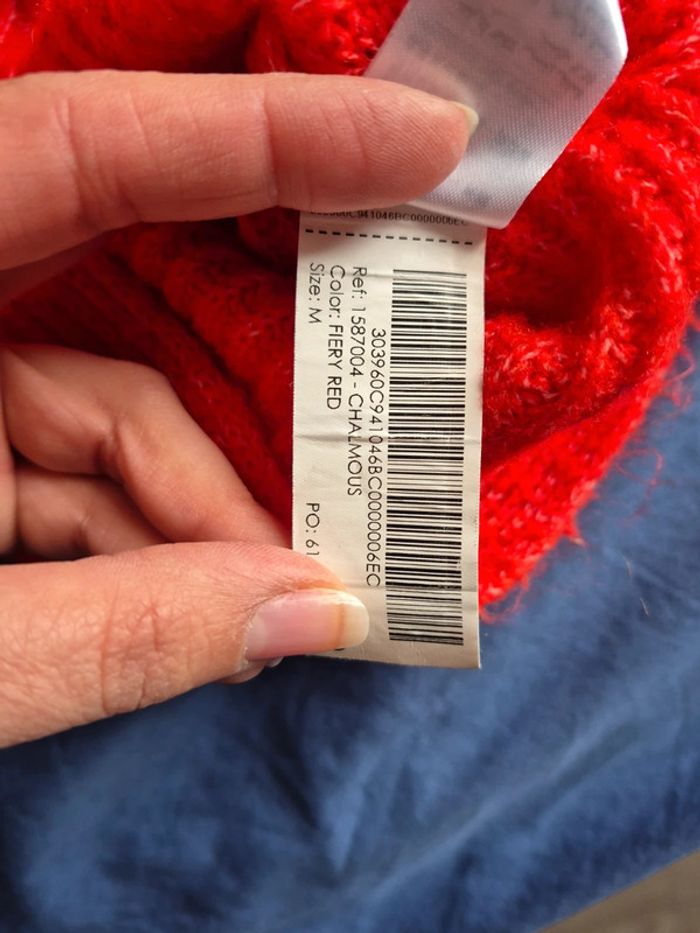 303960C941046BC0000006EC
Ref: 1587004 - CHALMOUS
Color: FIERY RED
Size: M
PO: 61